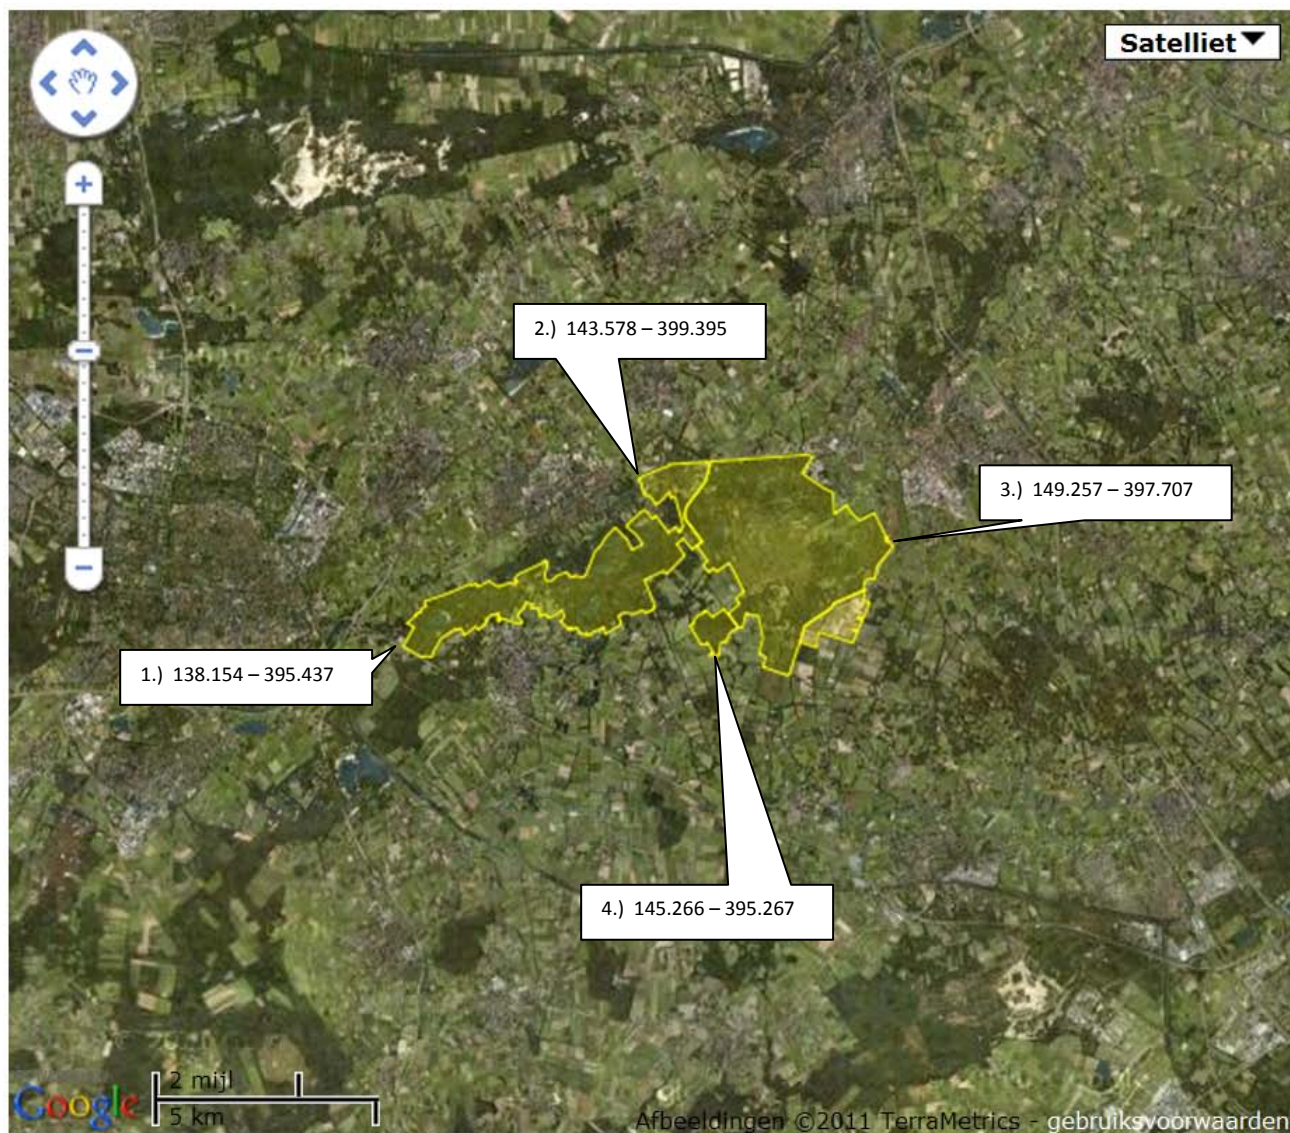 Satelliet
2.) 143.578 – 399.395
3.) 149.257 – 397.707
1.) 138.154 – 395.437
4.) 145.266 – 395.267
2 mijl
Google
5 km
Afbeeldingen ©2011 TerraMetrics - gebruiksvoorwaarden